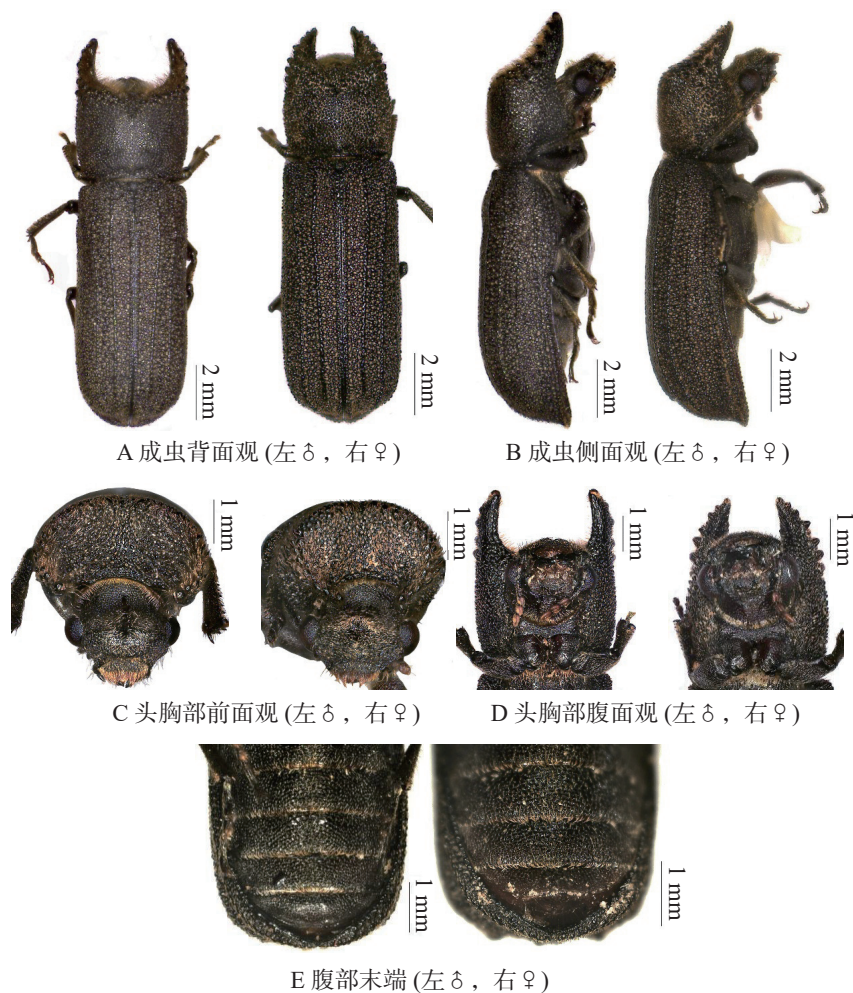 2 mm
2 mm
2 mm
2 mm
A 成虫背面观 (左♂, 右♀)
B 成虫侧面观 (左♂, 右♀)
1 mm
1 mm
1 mm
1 mm
C 头胸部前面观 (左♂, 右♀)
D 头胸部腹面观 (左♂, 右♀)
1 mm
1 mm
E 腹部末端 (左♂, 右♀)